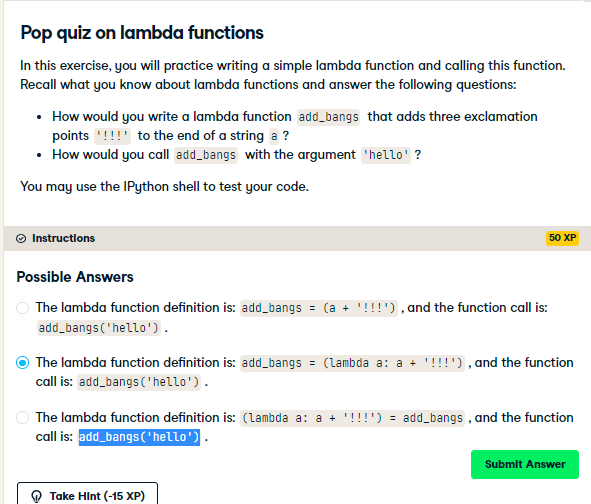 Pop quiz on lambda functions
In this exercise, you will practice writing a simple lambda function and calling this function.
Recall what you know about lambda functions and answer the following questions:
• How would you write a lambda function add_bangs that adds three exclamation
points '!!!' to the end of a string a ?
• How would you call add_bangs with the argument 'hello' ?
You may use the IPython shell to test your code.
Instructions
50 XP
Possible Answers
The lambda function definition is: add_bangs = (a + '!!!') , and the function call is:
add_bangs('hello') .
The lambda function definition is: add_bangs = (lambda a: a + '!!!') , and the function
call is: add_bangs('hello') .
The lambda function definition is: (lambda a: a + '!!!') = add_bangs , and the function
call is: add_bangs('hello') .
Submit Answer
Take Hint (-15 XP)